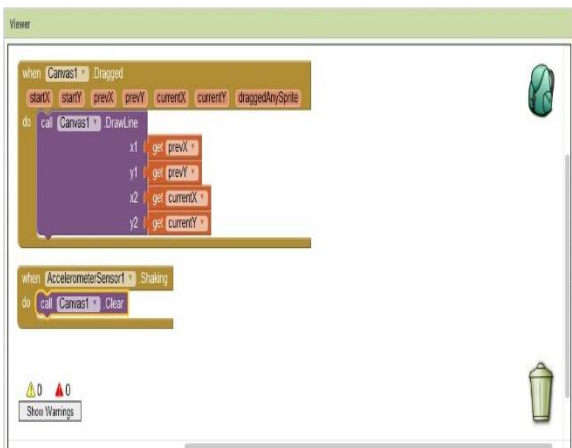 Viewer
when Canvas1 .Dragged
startX startY prevX prevY currentX currentY draggedAnySprite
do call Canvas1 .DrawLine
x1 get prevX
y1 get prevY
x2 get currentX
y2 get currentY
when AccelerometerSensor1 .Shaking
do call Canvas1 .Clear
0 0
Show Warnings